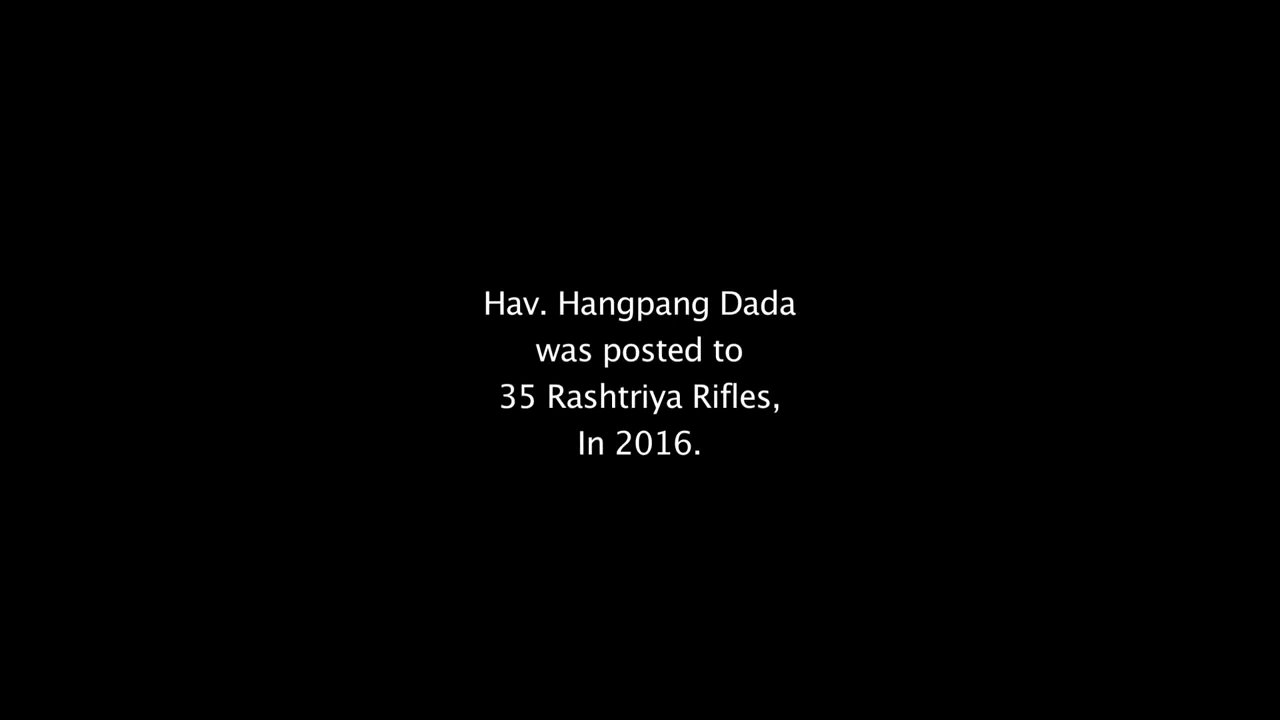 Hav. Hangpang Dada
was posted to
35 Rashtriya Rifles,
In 2016.